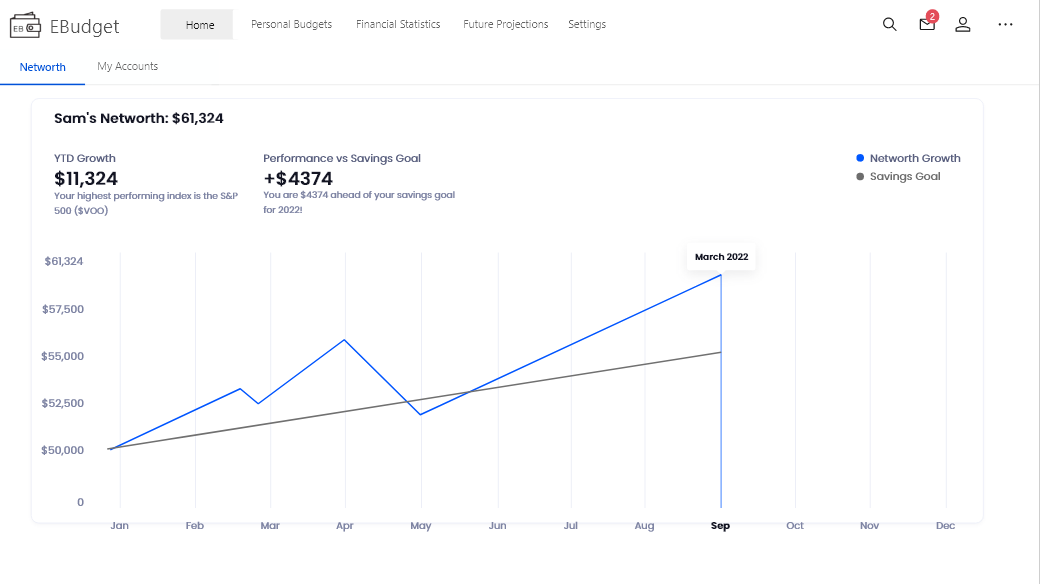 EB
EBudget
Home
Personal Budgets
Financial Statistics
Future Projections
Settings
2
Networth
My Accounts
Sam's Networth: $61,324
YTD Growth
$11,324
Your highest performing index is the S&P
500 ($VOO)
Performance vs Savings Goal
+$4374
You are $4374 ahead of your savings goal
for 2022!
Networth Growth
Savings Goal
March 2022
$61,324
$57,500
$55,000
$52,500
$50,000
0
Jan
Feb
Mar
Apr
May
Jun
Jul
Aug
Sep
Oct
Nov
Dec